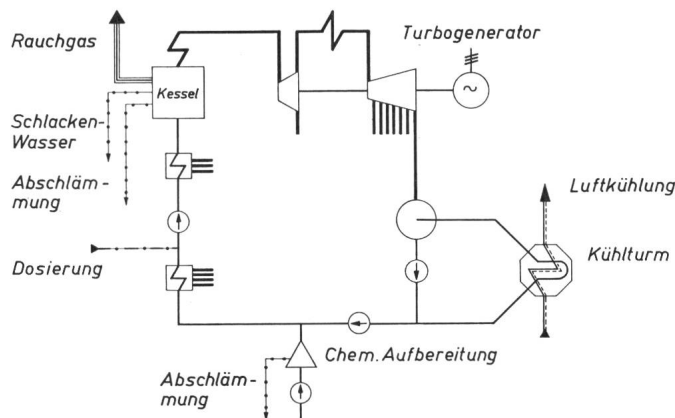 Rauchgas
Turbogenerator
Kessel
~
Schlacken-
Wasser
Abschläm-
mung
Luftkühlung
Kühlturm
Dosierung
Chem. Aufbereitung
Abschläm-
mung